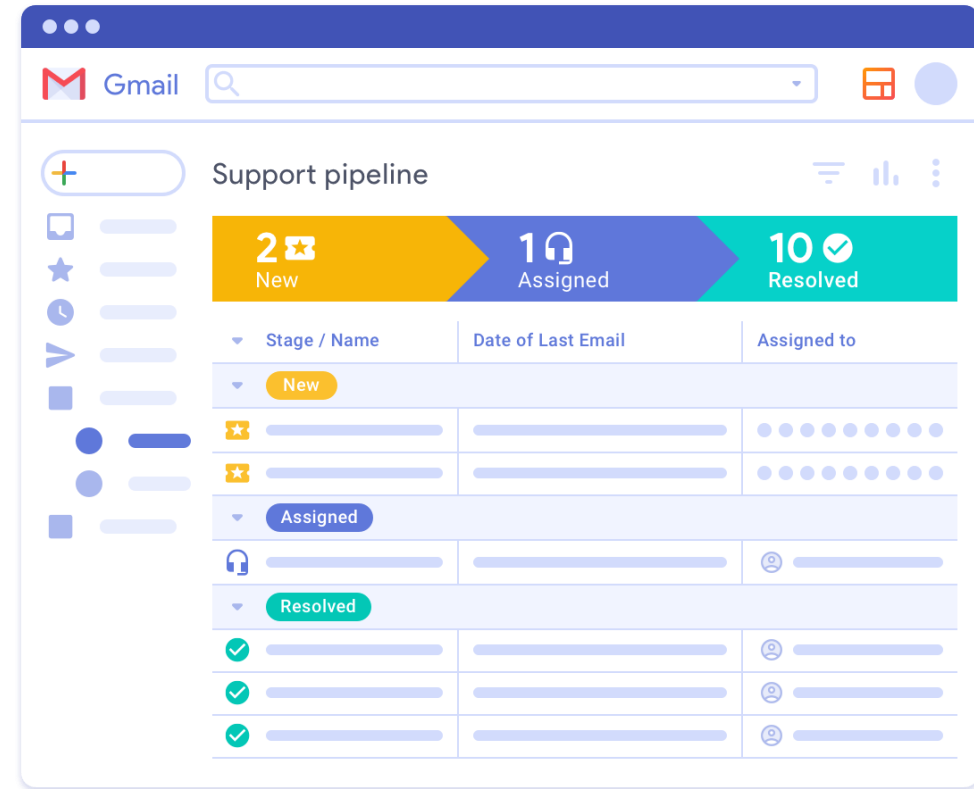 Gmail
Support pipeline
2
New
1
Assigned
10
Resolved
Stage / Name
Date of Last Email
Assigned to
New
Assigned
Resolved